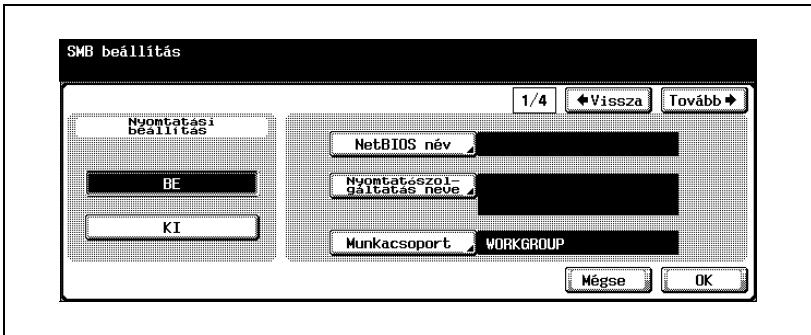 SMB beállítás
1/4
Vissza
Tovább
Nyomtatási
beállítás
BE
KI
NetBIOS név
Nyomtatószol-
gáltatás neve
Munkacsoport
WORKGROUP
Mégse
OK